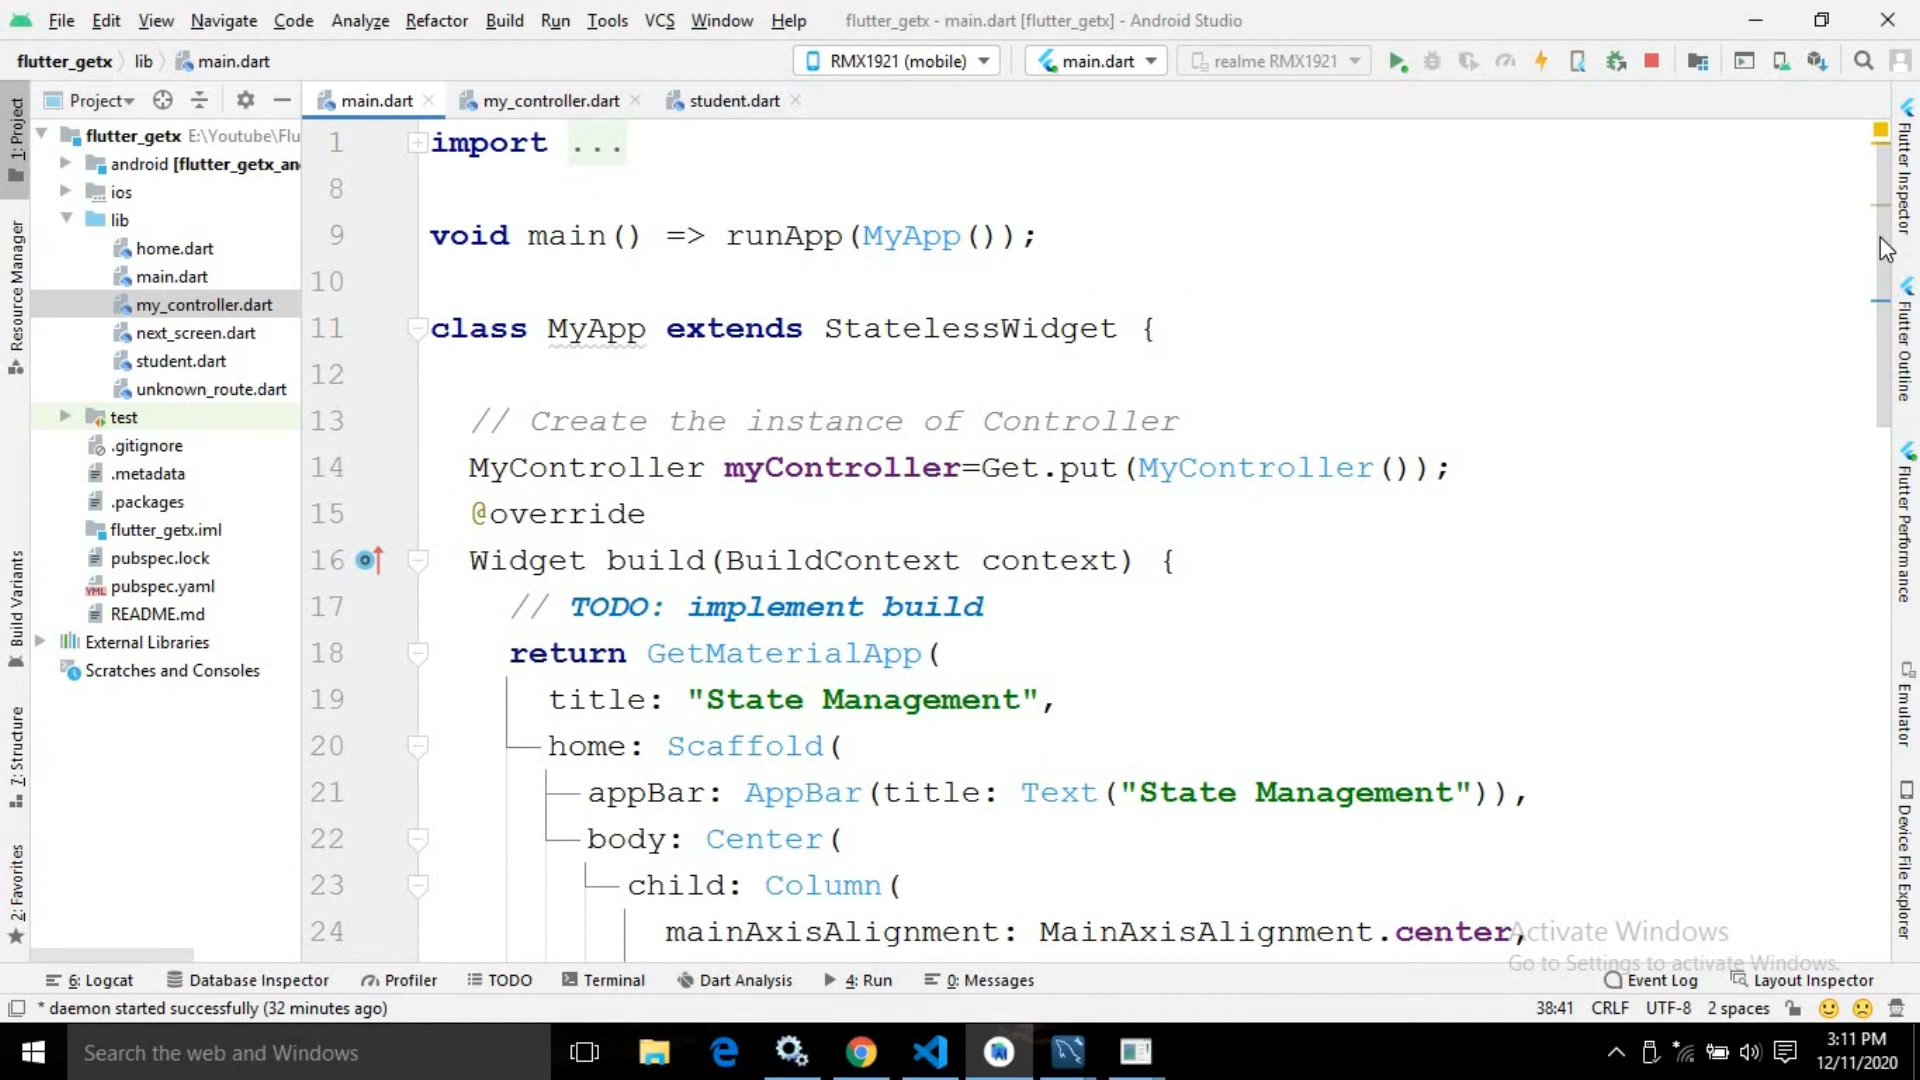 File Edit View Navigate Code Analyze Refactor Build Run Tools VCS Window Help flutter_getx - main.dart [flutter_getx] - Android Studio
flutter_getx lib main.dart RMX1921 (mobile) main.dart realme RMX1921
Project main.dart my_controller.dart student.dart
flutter_getx E:\Youtube\Flu
android [flutter_getx_an
ios
lib
home.dart
main.dart
my_controller.dart
next_screen.dart
student.dart
unknown_route.dart
test
.gitignore
.metadata
.packages
flutter_getx.iml
pubspec.lock
pubspec.yaml
README.md
External Libraries
Scratches and Consoles
1: Project
Resource Manager
Build Variants
7: Structure
2: Favorites
1 import ...
8
9 void main() => runApp(MyApp());
10
11 class MyApp extends StatelessWidget {
12
13 // Create the instance of Controller
14 MyController myController=Get.put(MyController());
15 @override
16 Widget build(BuildContext context) {
17 // TODO: implement build
18 return GetMaterialApp(
19 title: "State Management",
20 home: Scaffold(
21 appBar: AppBar(title: Text("State Management")),
22 body: Center(
23 child: Column(
24 mainAxisAlignment: MainAxisAlignment.center,
Flutter Inspector
Flutter Outline
Flutter Performance
Emulator
Device File Explorer
Activate Windows
Go to Settings to activate Windows.
6: Logcat Database Inspector Profiler TODO Terminal Dart Analysis 4: Run 0: Messages Event Log Layout Inspector
* daemon started successfully (32 minutes ago) 38:41 CRLF UTF-8 2 spaces
Search the web and Windows
3:11 PM
12/11/2020